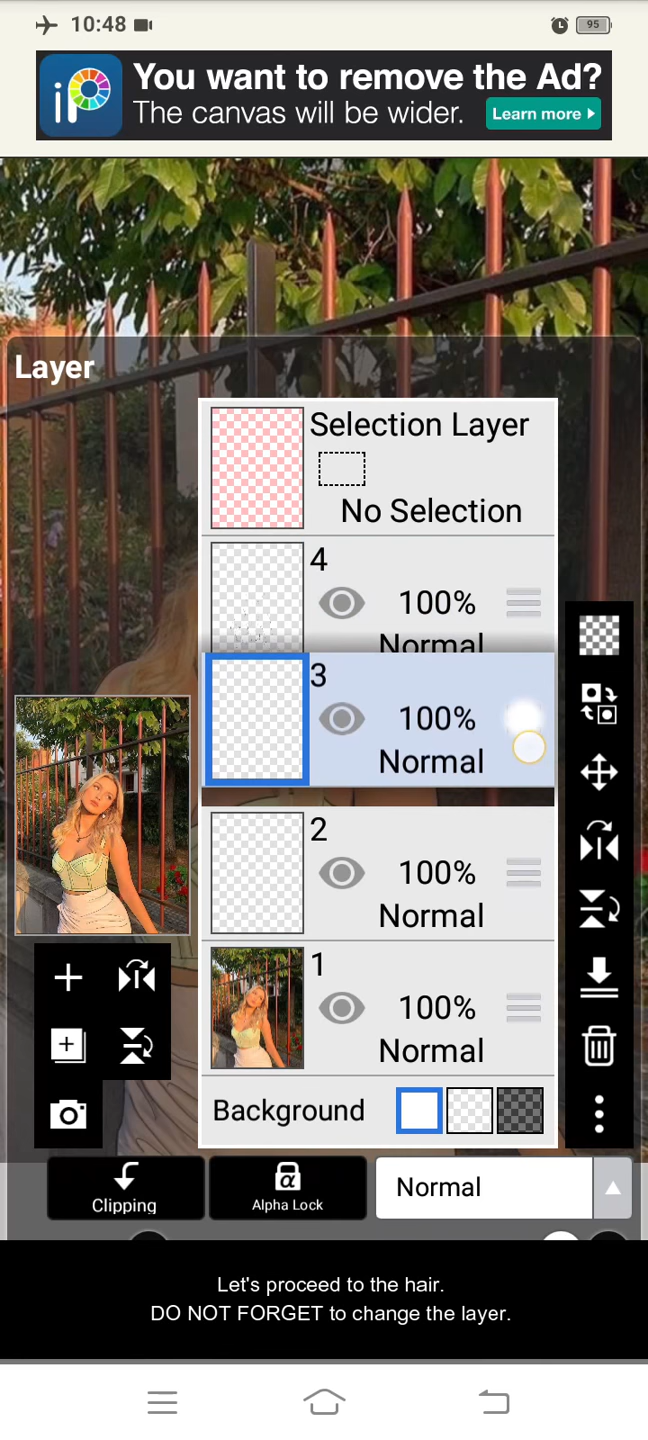 10:48
95
iP
You want to remove the Ad?
The canvas will be wider.
Learn more
Layer
Selection Layer
No Selection
4
100%
Normal
3
100%
Normal
2
100%
Normal
1
100%
Normal
Background
Clipping
α
Alpha Lock
Normal
Let's proceed to the hair.
DO NOT FORGET to change the layer.